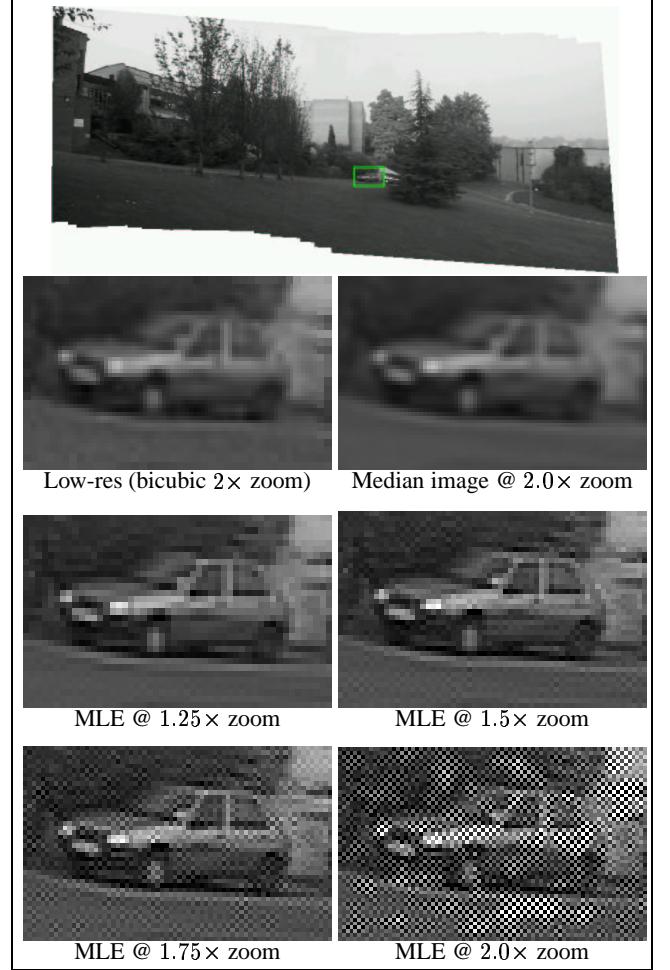 Low-res (bicubic 2× zoom)
Median image @ 2.0× zoom
MLE @ 1.25× zoom
MLE @ 1.5× zoom
MLE @ 1.75× zoom
MLE @ 2.0× zoom